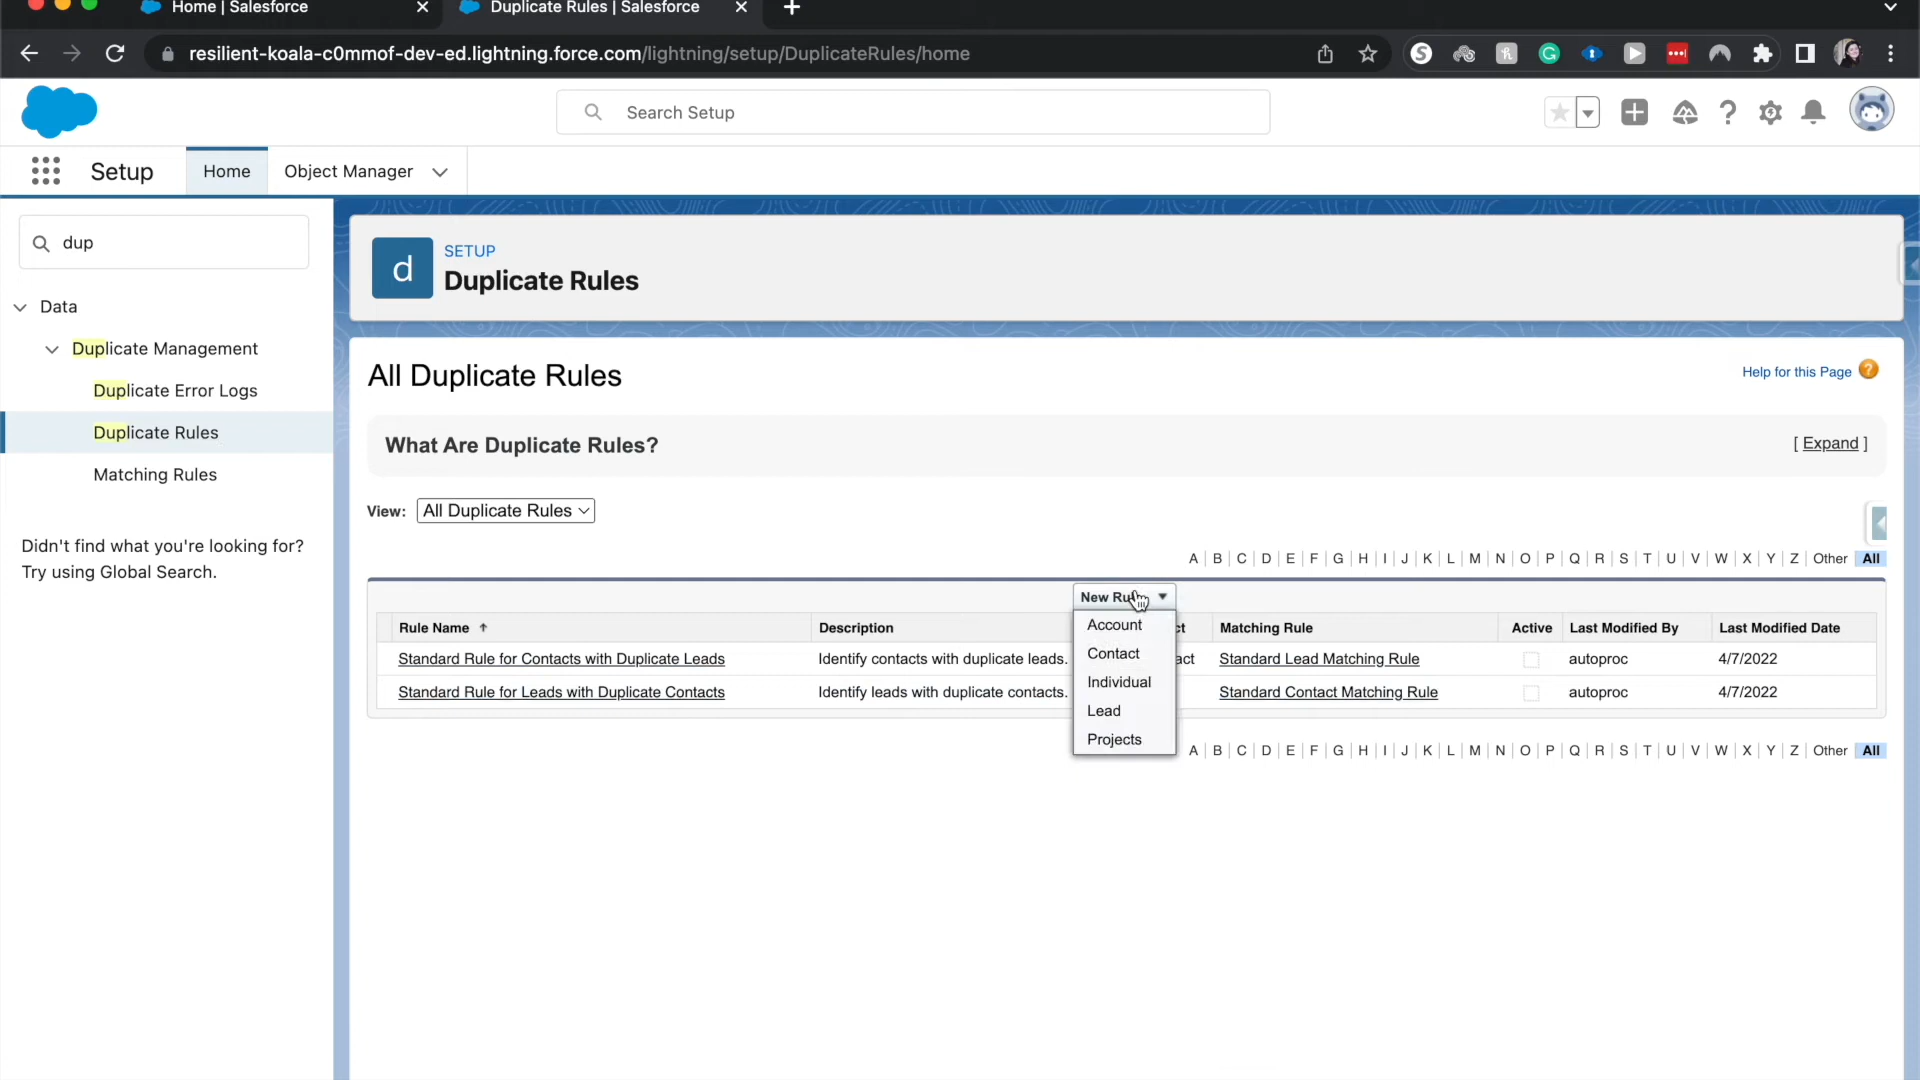 Home | Salesforce
Duplicate Rules | Salesforce
resilient-koala-c0mmof-dev-ed.lightning.force.com/lightning/setup/DuplicateRules/home
Search Setup
Setup
Home
Object Manager
dup
Data
Duplicate Management
Duplicate Error Logs
Duplicate Rules
Matching Rules
Didn't find what you're looking for?
Try using Global Search.
d
SETUP
Duplicate Rules
All Duplicate Rules
Help for this Page
What Are Duplicate Rules?
[ Expand ]
View: All Duplicate Rules
A | B | C | D | E | F | G | H | I | J | K | L | M | N | O | P | Q | R | S | T | U | V | W | X | Y | Z | Other | All
New Ru
Account
Contact
Individual
Lead
Projects
Rule Name Description ct Matching Rule Active Last Modified By Last Modified Date
Standard Rule for Contacts with Duplicate Leads Identify contacts with duplicate leads. act Standard Lead Matching Rule autoproc 4/7/2022
Standard Rule for Leads with Duplicate Contacts Identify leads with duplicate contacts. Standard Contact Matching Rule autoproc 4/7/2022
A | B | C | D | E | F | G | H | I | J | K | L | M | N | O | P | Q | R | S | T | U | V | W | X | Y | Z | Other | All